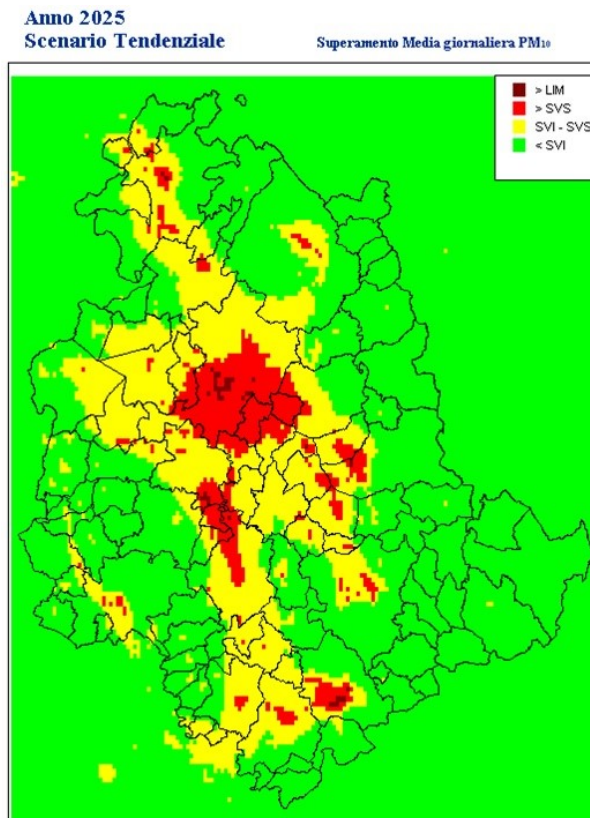 Anno 2025
Scenario Tendenziale
Superamento Media giornaliera PM₁₀
> LIM
> SVS
SVI - SVS
< SVI